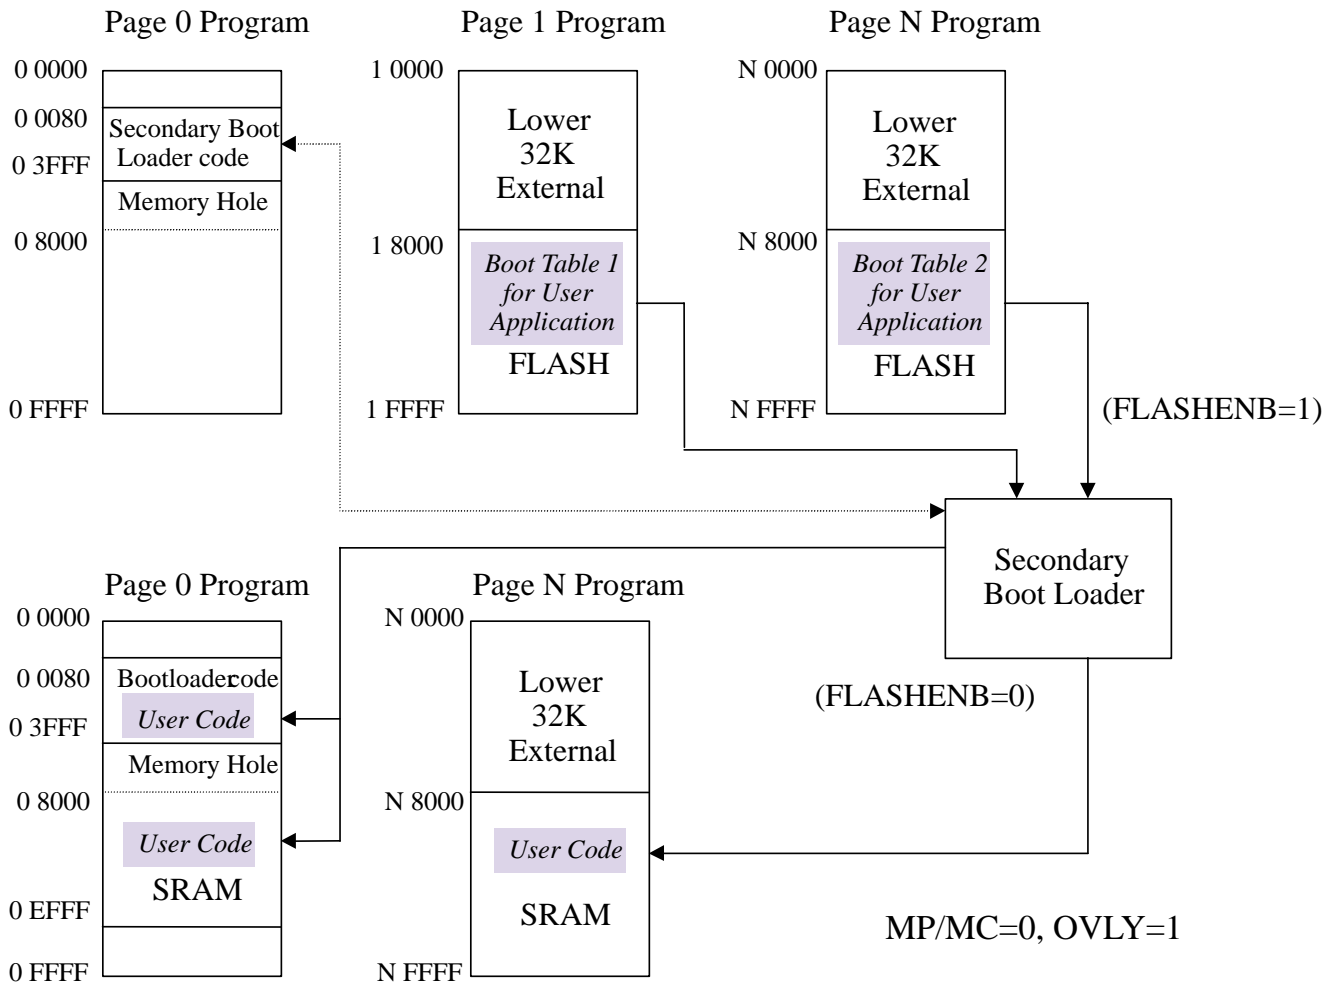 Page 0 Program
0 0000
0 0080
Secondary Boot
Loader code
0 3FFF
Memory Hole
0 8000
0 FFFF
Page 1 Program
1 0000
Lower
32K
External
1 8000
Boot Table 1
for User
Application
FLASH
1 FFFF
Page N Program
N 0000
Lower
32K
External
N 8000
Boot Table 2
for User
Application
FLASH
N FFFF
(FLASHENB=1)
Secondary
Boot Loader
(FLASHENB=0)
Page 0 Program
0 0000
0 0080
Bootloader code
User Code
0 3FFF
Memory Hole
0 8000
User Code
SRAM
0 EFFF
0 FFFF
Page N Program
N 0000
Lower
32K
External
N 8000
User Code
SRAM
N FFFF
MP/MC=0, OVLY=1